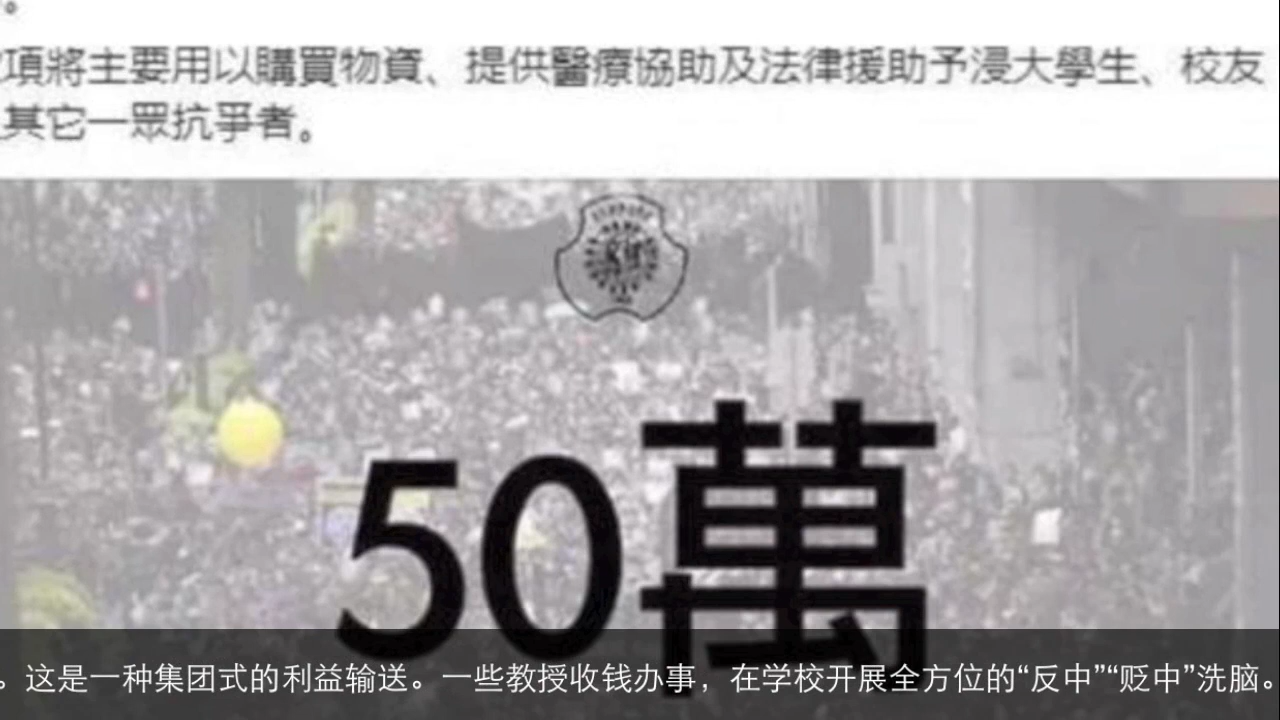 項將主要用以購買物資、提供醫療協助及法律援助予浸大學生、校友
其它一眾抗爭者。
50萬
。这是一种集团式的利益输送。一些教授收钱办事，在学校开展全方位的“反中”“贬中”洗脑。